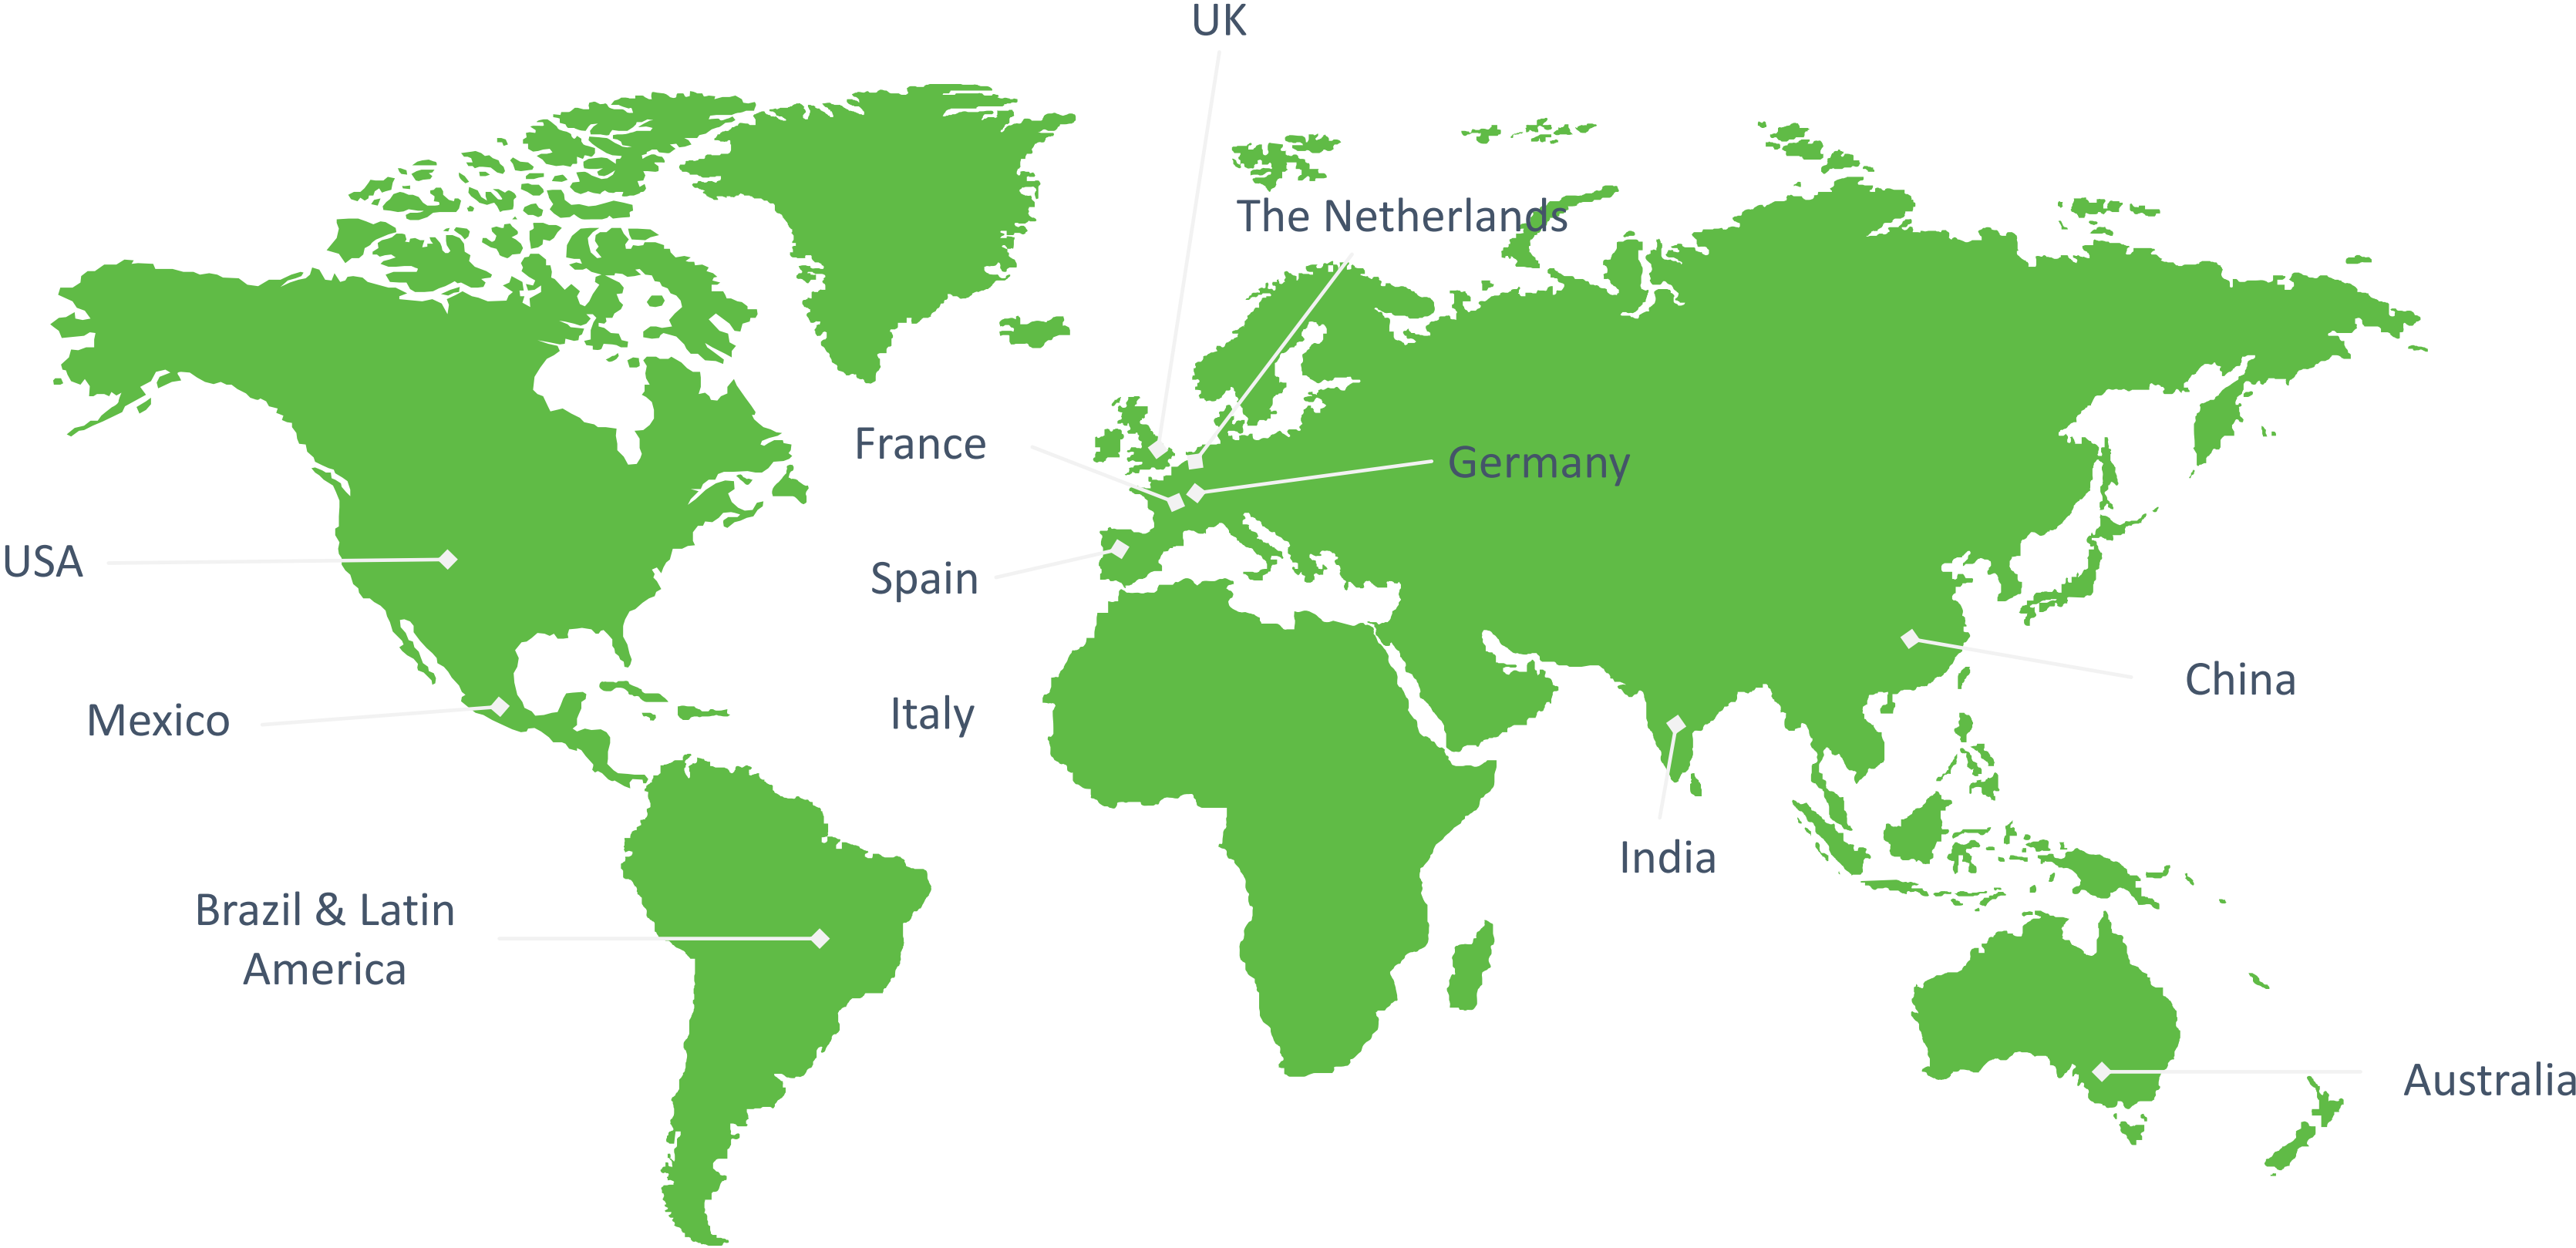 UK
The Netherlands
France
Germany
USA
Spain
China
Italy
Mexico
India
Brazil & Latin
America
Australia